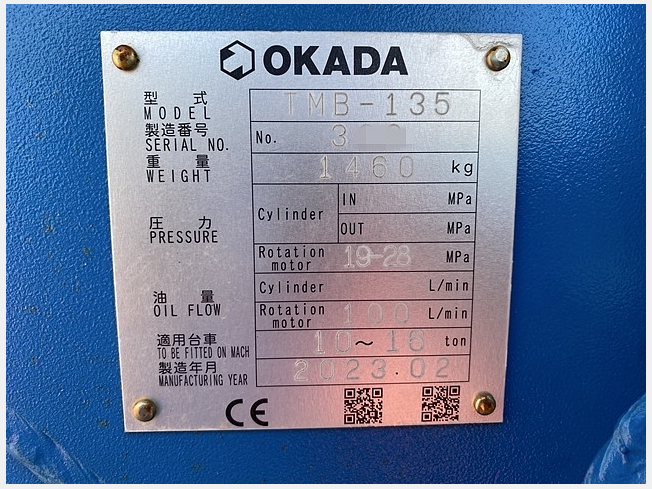 OKADA
型 式
MODEL
TMB-135
製造番号
SERIAL NO.
No. 3
重 量
WEIGHT
1460 kg
圧 力
PRESSURE
Cylinder
IN MPa
OUT MPa
Rotation motor 19-28 MPa
油 量
OIL FLOW
Cylinder L/min
Rotation motor 100 L/min
適用台車
TO BE FITTED ON MACH
10~16 ton
製造年月
MANUFACTURING YEAR
2023.02
CE